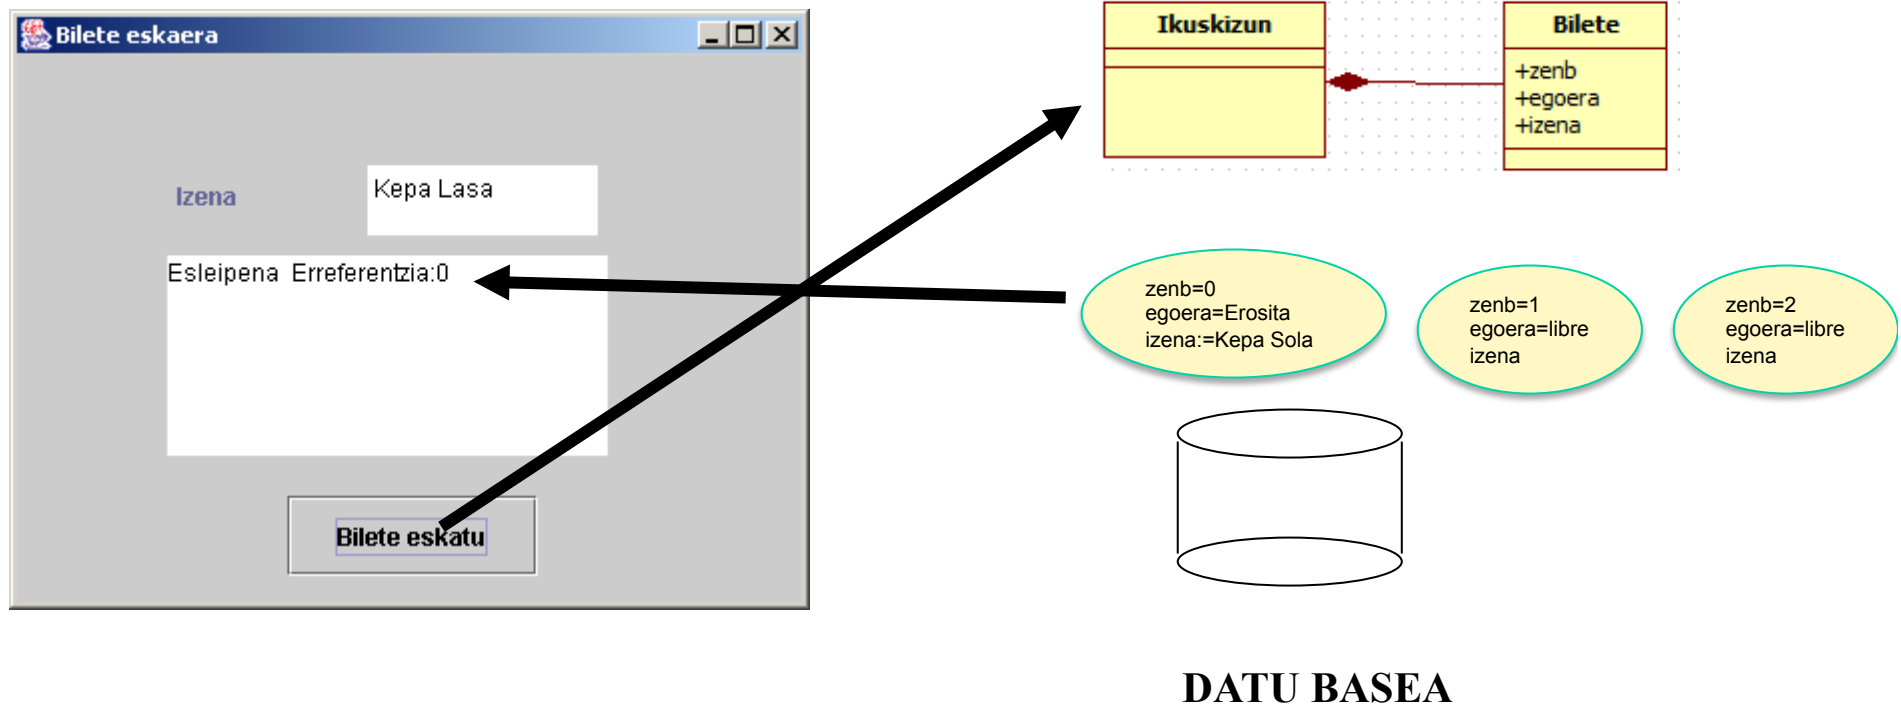 Bilete eskaera
Izena
Kepa Lasa
Esleipena Erreferentzia:0
Bilete eskatu
Ikuskizun
Bilete
+zenb
+egoera
+izena
zenb=0
egoera=Erosita
izena:=Kepa Sola
zenb=1
egoera=libre
izena
zenb=2
egoera=libre
izena
DATU BASEA